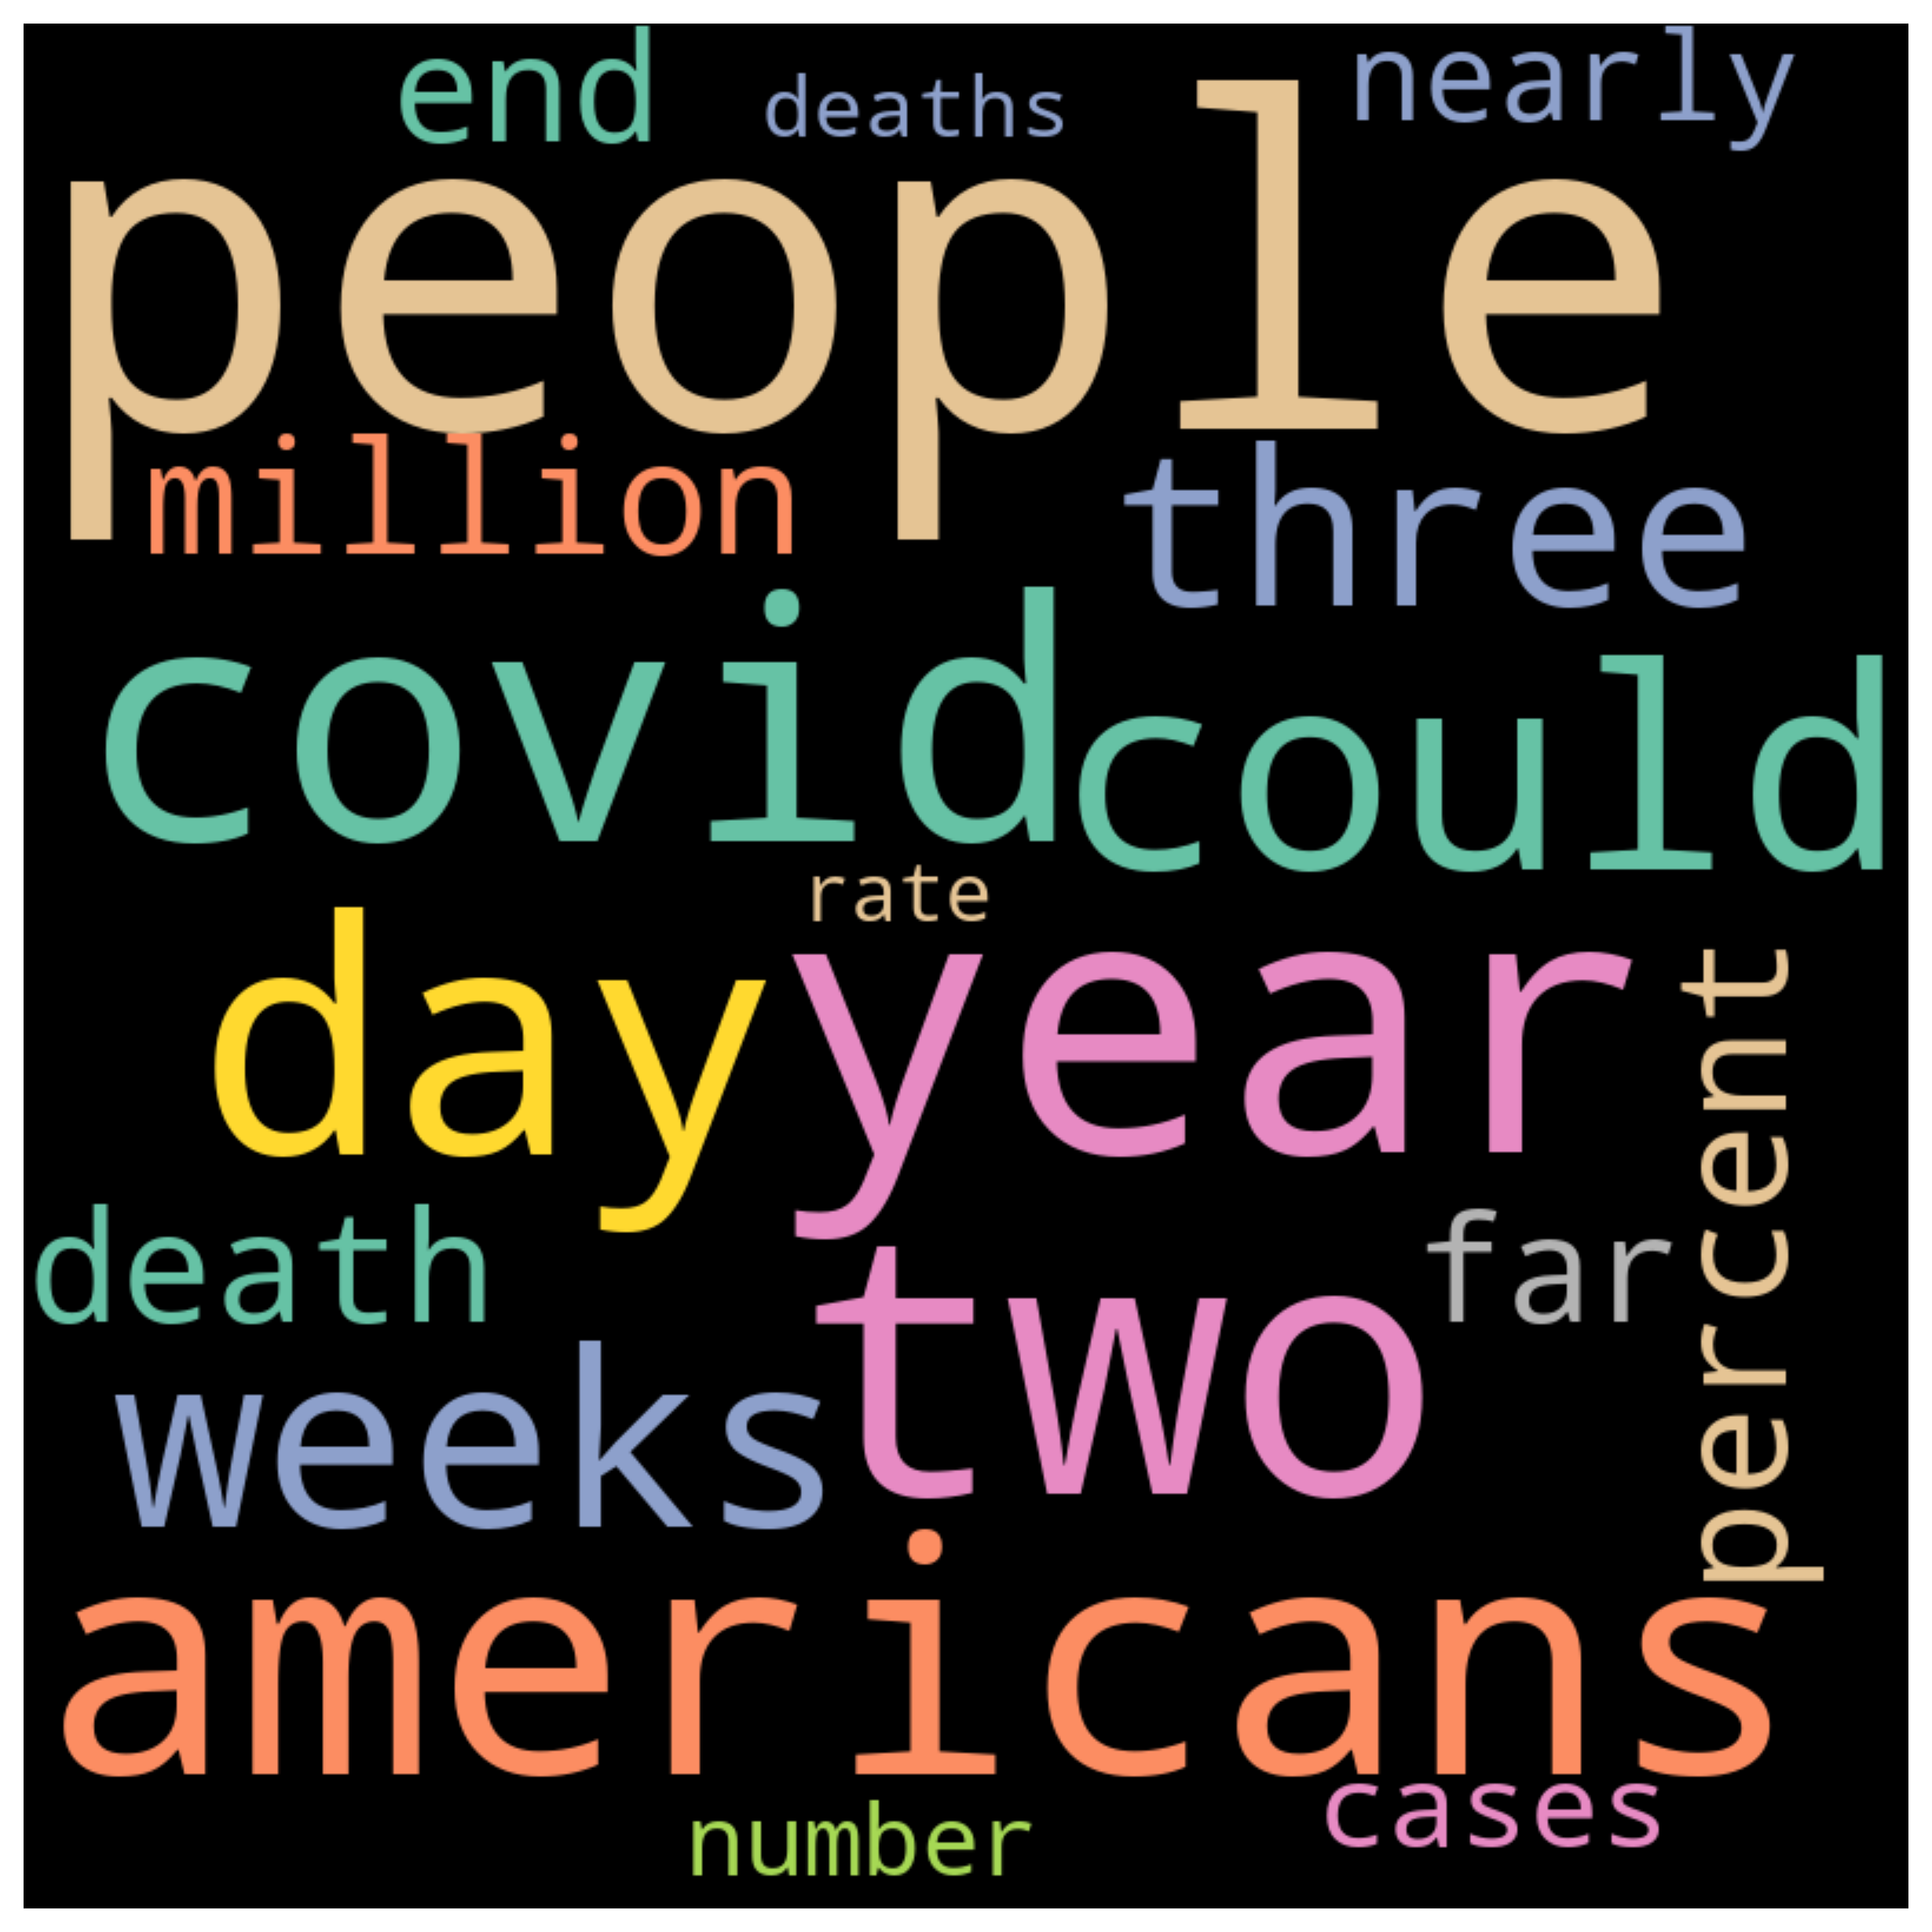 end
deaths
nearly
people
million
three
covid
could
rate
day
year
percent
death
far
two
weeks
americans
cases
number